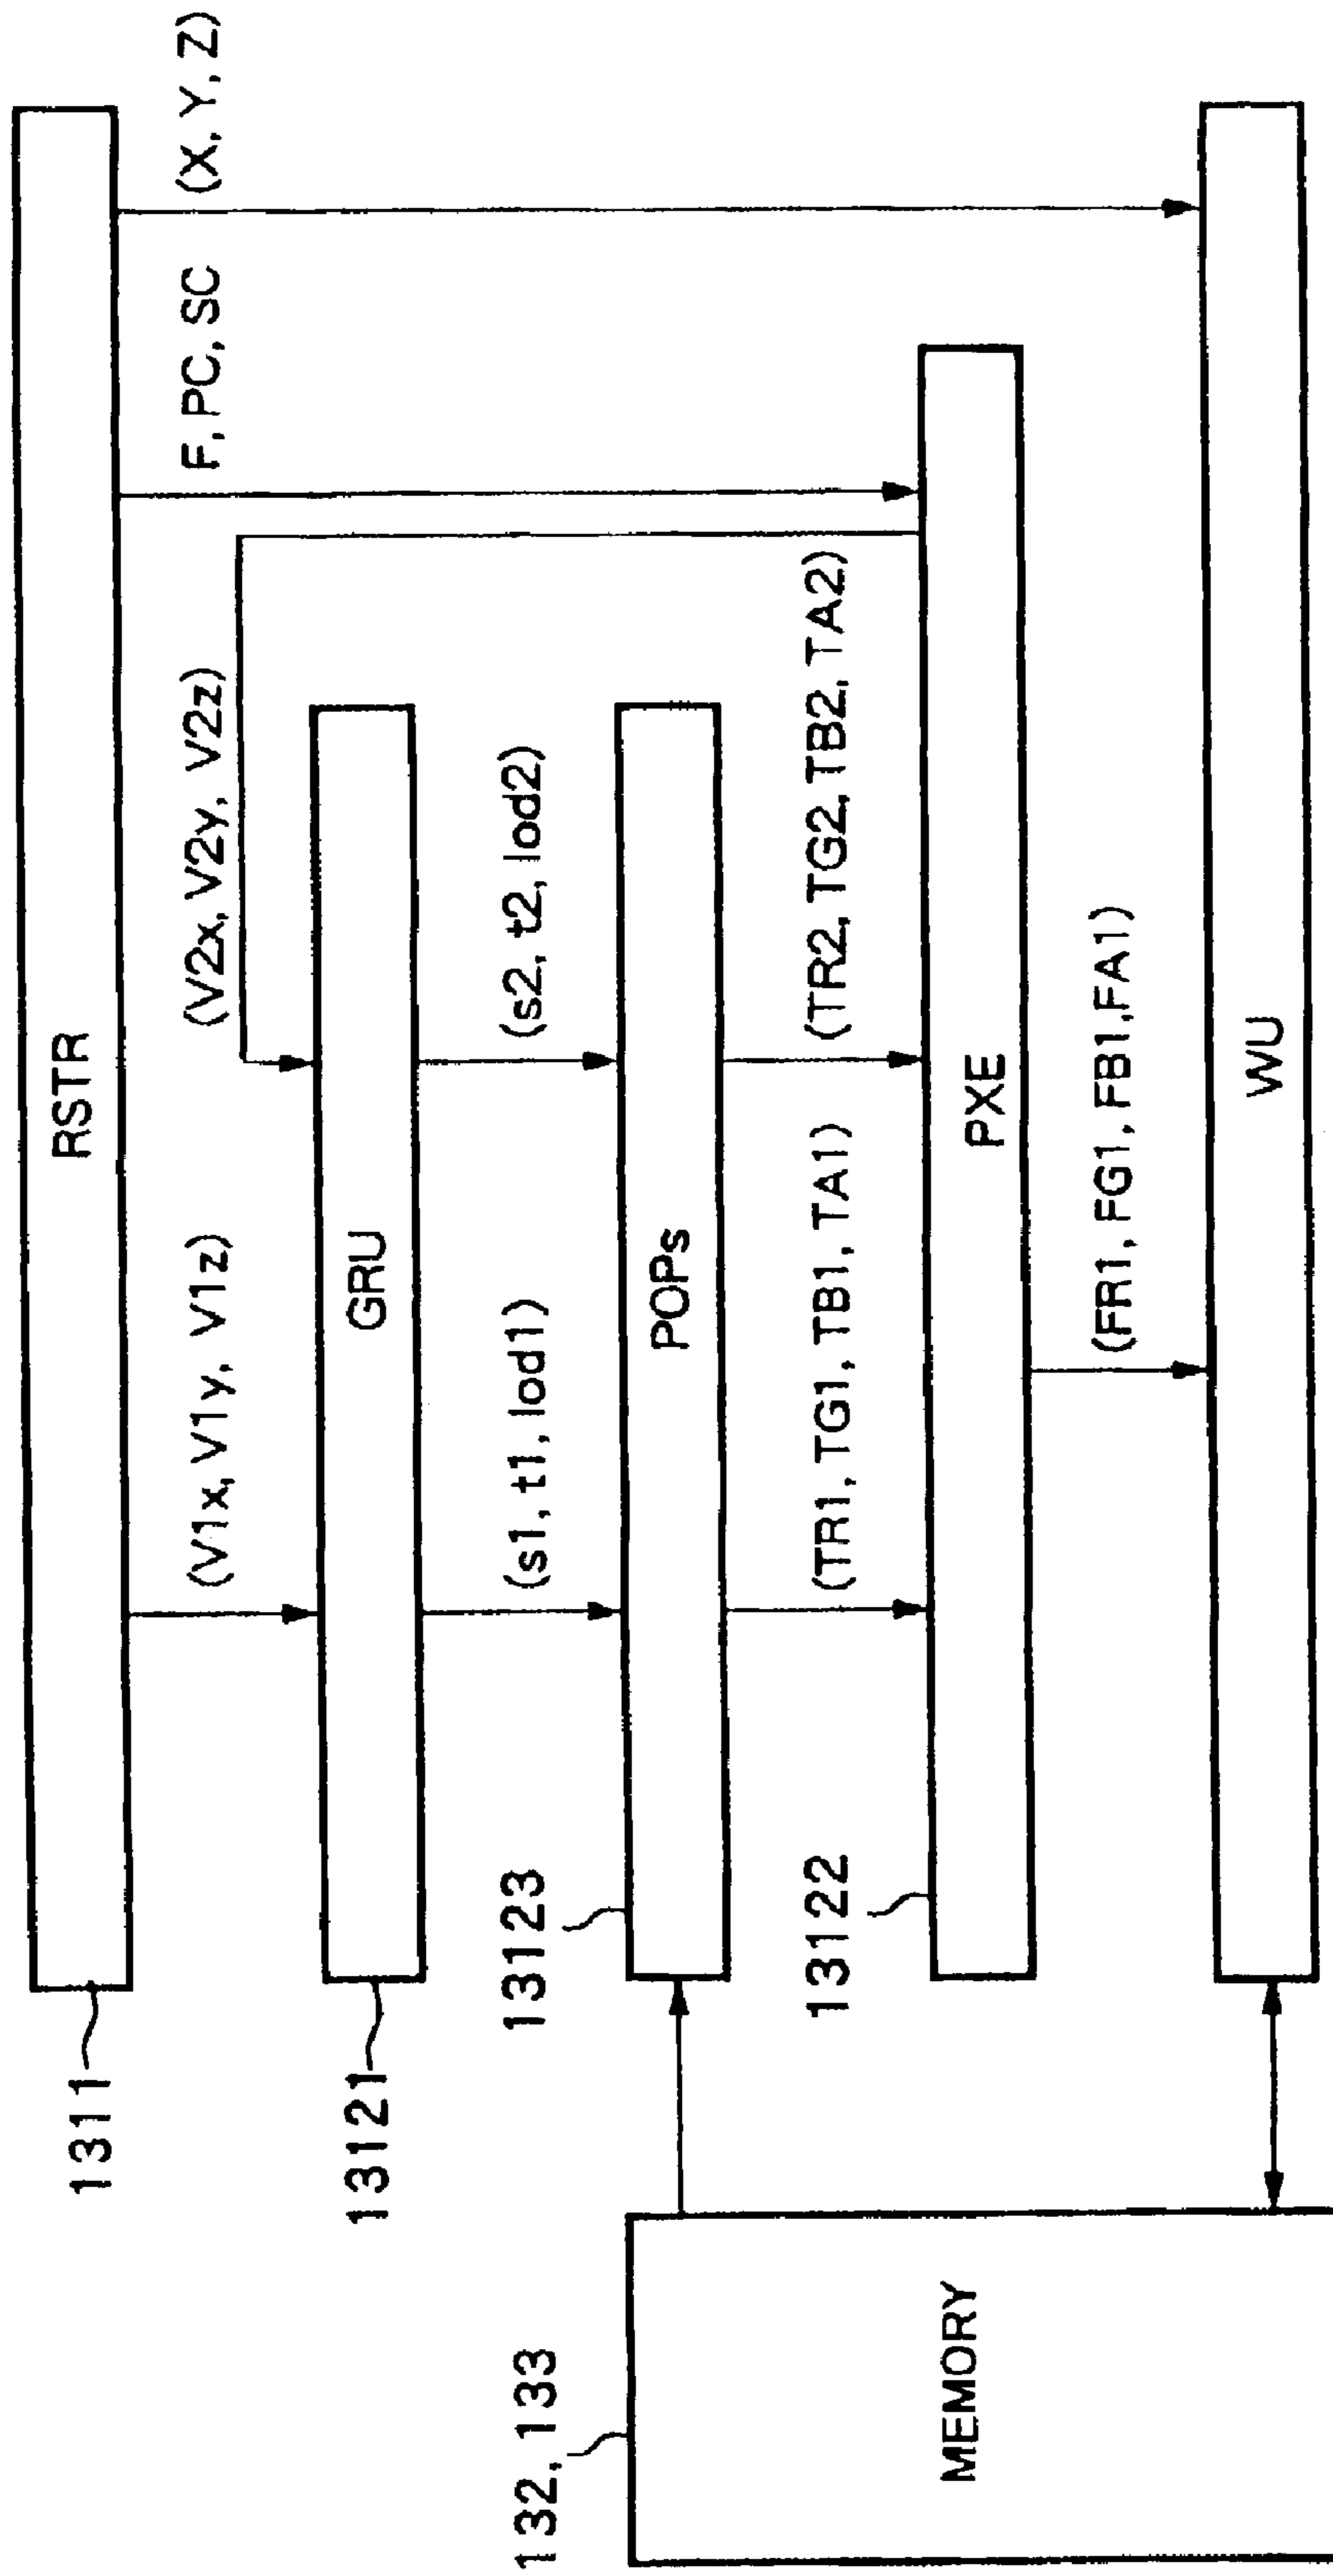 RSTR
1311
(V1x, V1y, V1z)
(V2x, V2y, V2z)
F, PC, SC
(X, Y, Z)
13121
GRU
(s1, t1, lod1)
(s2, t2, lod2)
13123
POPs
132, 133
MEMORY
(TR1, TG1, TB1, TA1)
(TR2, TG2, TB2, TA2)
13122
PXE
(FR1, FG1, FB1, FA1)
WU